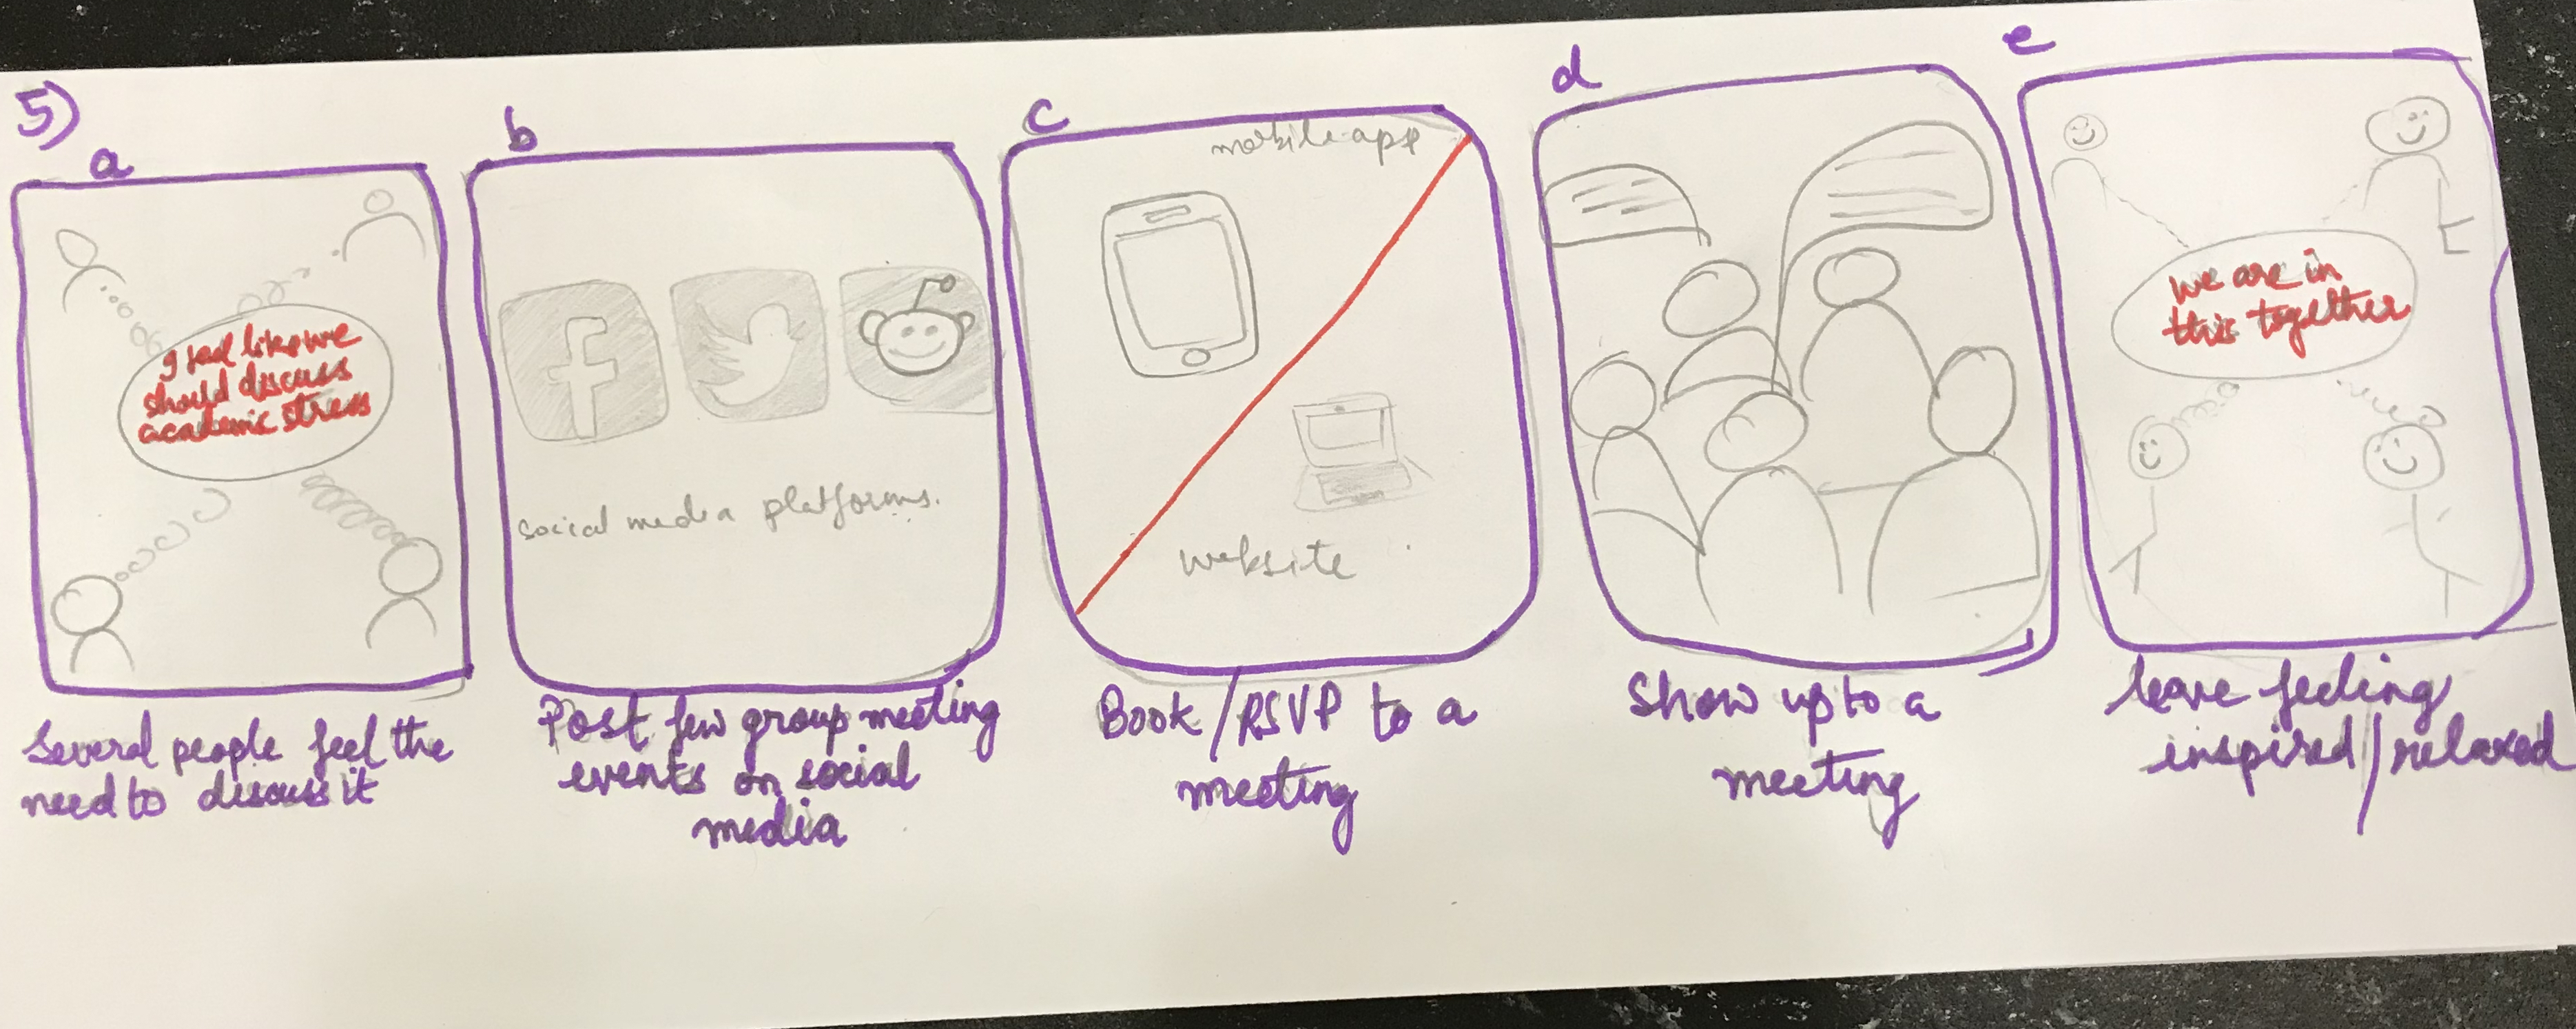 5)
a
I feel like we
should discuss
academic stress
Several people feel the
need to discuss it
b
f
social media platforms.
Post few group meeting
events on social
media
c
mobile app
website
Book/RSVP to a
meeting
d
Show up to a
meeting
e
we are in
this together
leave feeling
inspired/relaxed